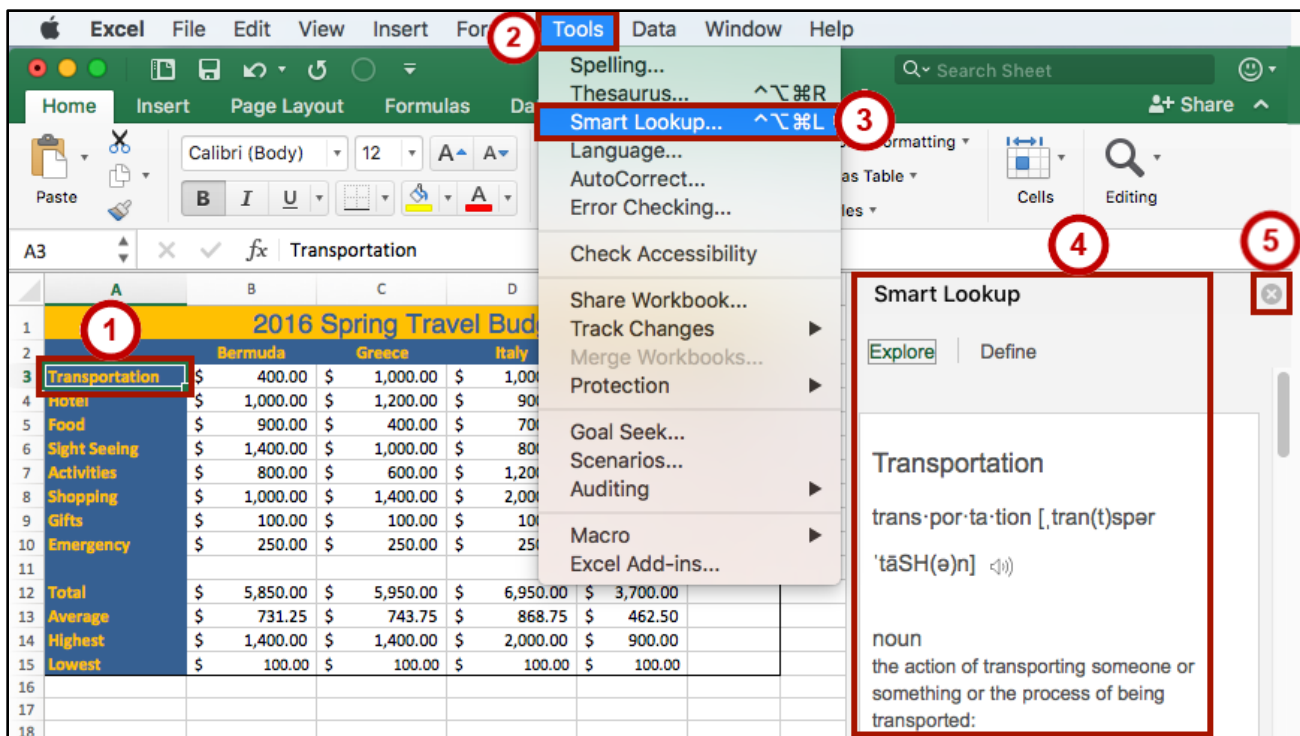 Excel File Edit View Insert For 2 Tools Data Window Help
Search Sheet
Home Insert Page Layout Formulas Da Share
Spelling...
Thesaurus... ^⌥⌘R
Smart Lookup... ^⌥⌘L 3
Language...
AutoCorrect...
Error Checking...
Check Accessibility
Share Workbook...
Track Changes
Merge Workbooks...
Protection
Goal Seek...
Scenarios...
Auditing
Macro
Excel Add-ins...
Paste
Calibri (Body) 12 A A
B I U A
ormatting
as Table
les
Cells
Editing
A3 fx Transportation
4
5
A B C D
1 1 2016 Spring Travel Bud
2 Bermuda Greece Italy
3 Transportation $ 400.00 $ 1,000.00 $ 1,00
4 Hotel $ 1,000.00 $ 1,200.00 $ 90
5 Food $ 900.00 $ 400.00 $ 70
6 Sight Seeing $ 1,400.00 $ 1,000.00 $ 80
7 Activities $ 800.00 $ 600.00 $ 1,20
8 Shopping $ 1,000.00 $ 1,400.00 $ 2,00
9 Gifts $ 100.00 $ 100.00 $ 10
10 Emergency $ 250.00 $ 250.00 $ 25
11
12 Total $ 5,850.00 $ 5,950.00 $ 6,950.00 $ 3,700.00
13 Average $ 731.25 $ 743.75 $ 868.75 $ 462.50
14 Highest $ 1,400.00 $ 1,400.00 $ 2,000.00 $ 900.00
15 Lowest $ 100.00 $ 100.00 $ 100.00 $ 100.00
16
17
18
Smart Lookup
Explore Define
Transportation
trans·por·ta·tion [ˌtran(t)spər
ˈtāSH(ə)n]
noun
the action of transporting someone or
something or the process of being
transported: